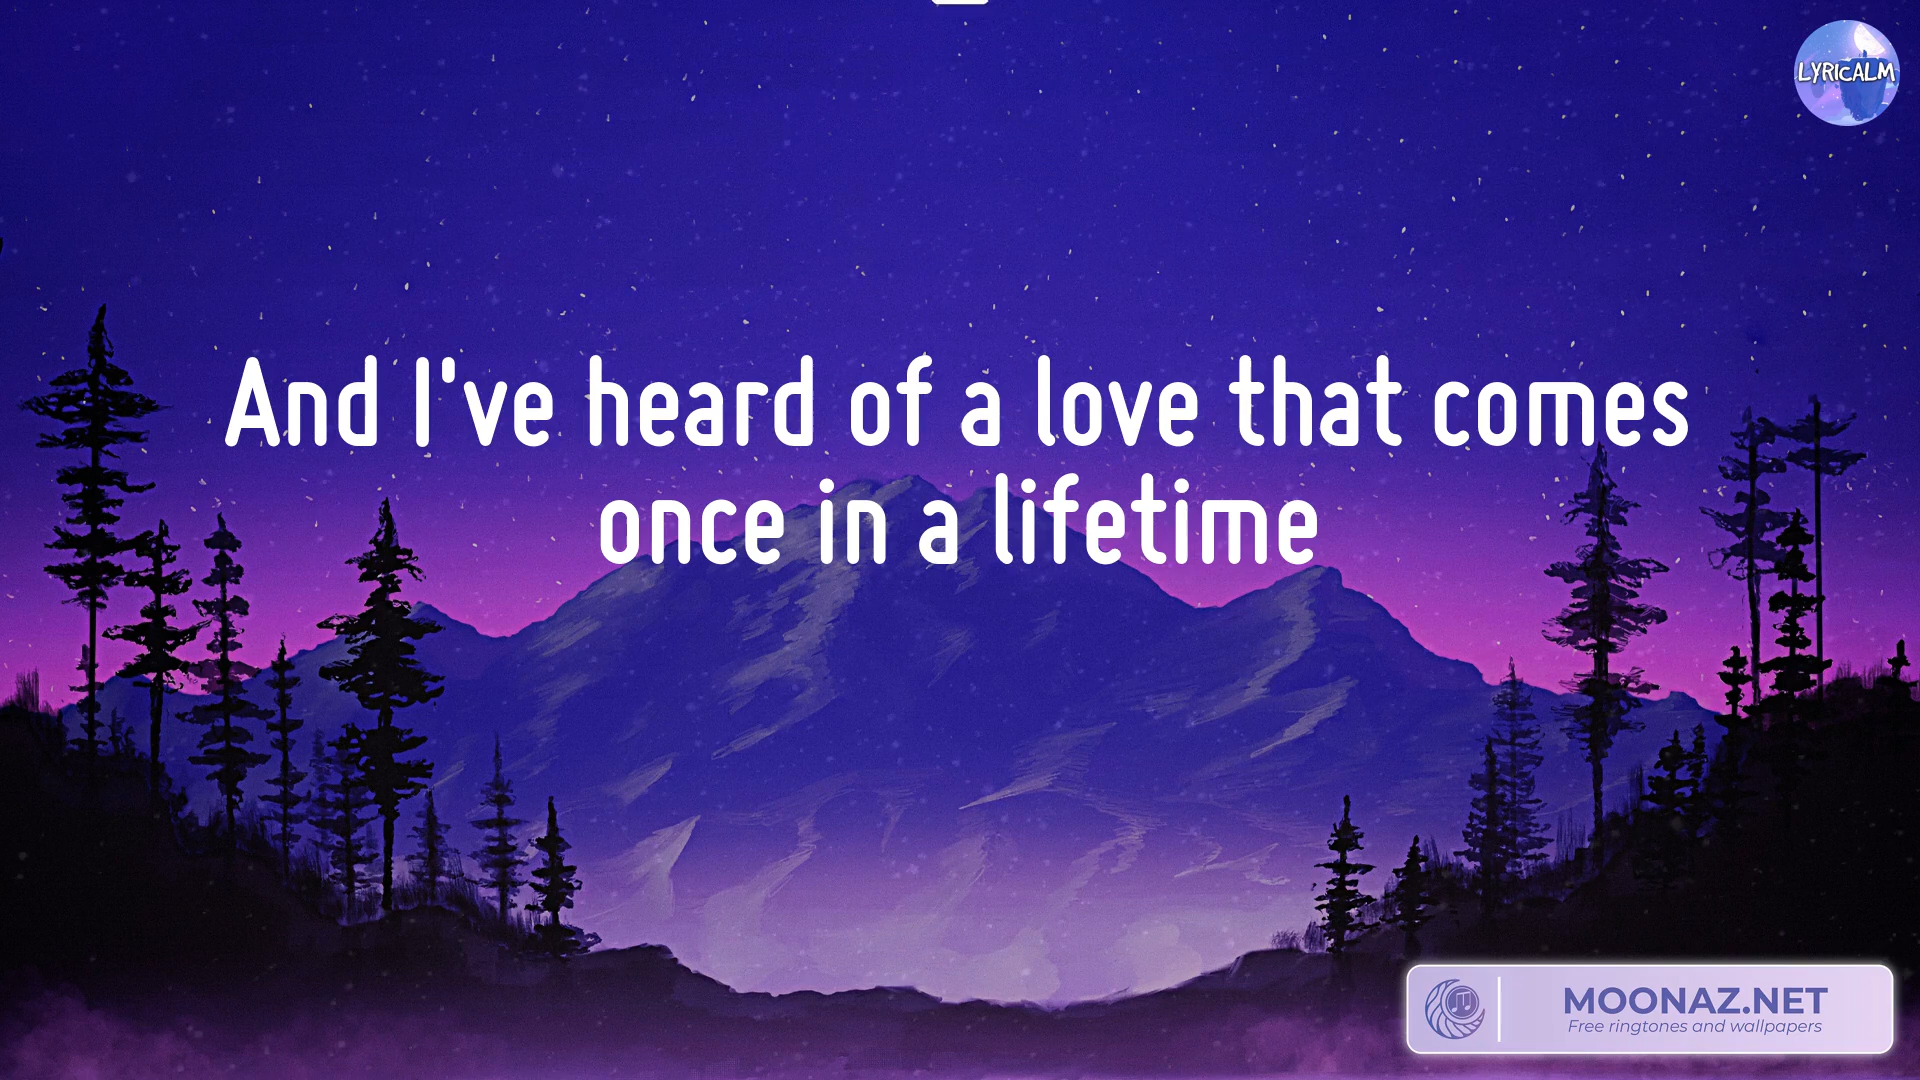 LYRICALM
And I've heard of a love that comes
once in a lifetime
MOONAZ.NET
Free ringtones and wallpapers